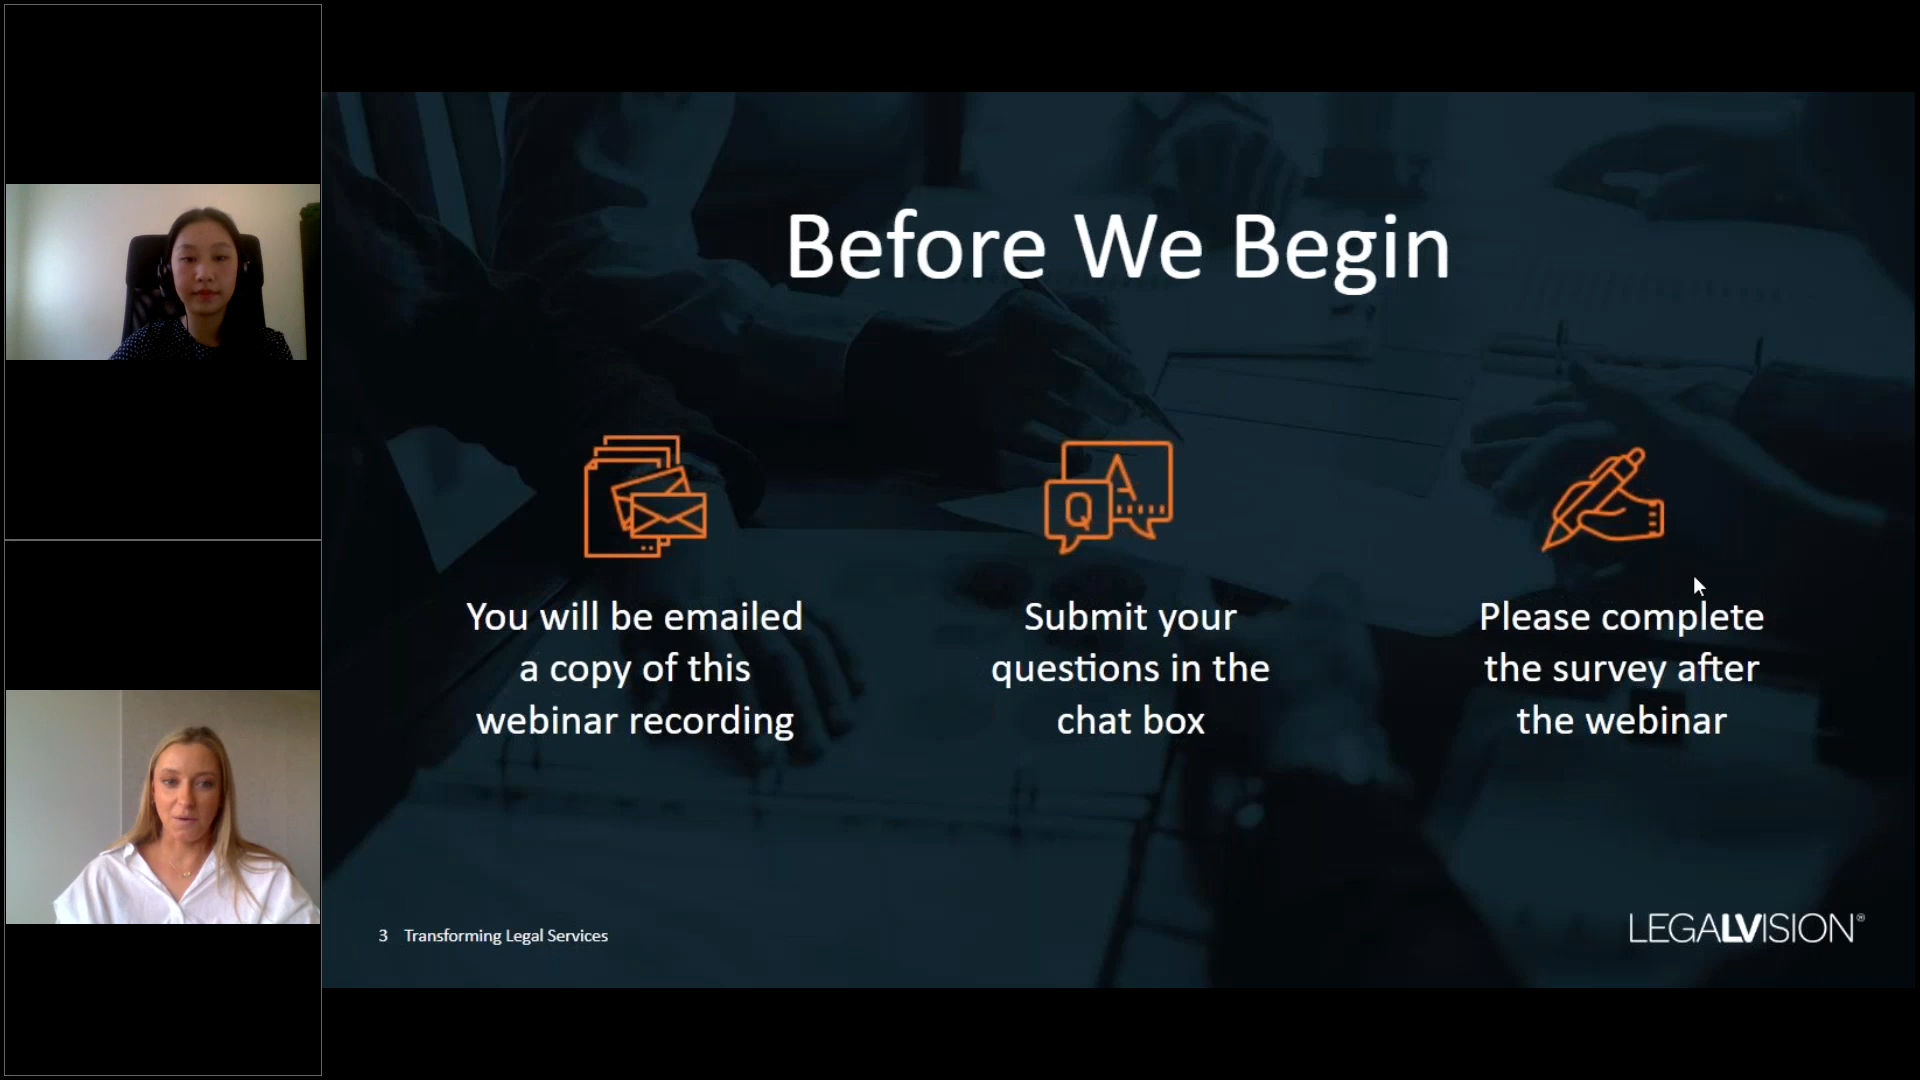 Before We Begin
Q
A
You will be emailed
a copy of this
webinar recording
Submit your
questions in the
chat box
Please complete
the survey after
the webinar
3 Transforming Legal Services
LEGALVISION®